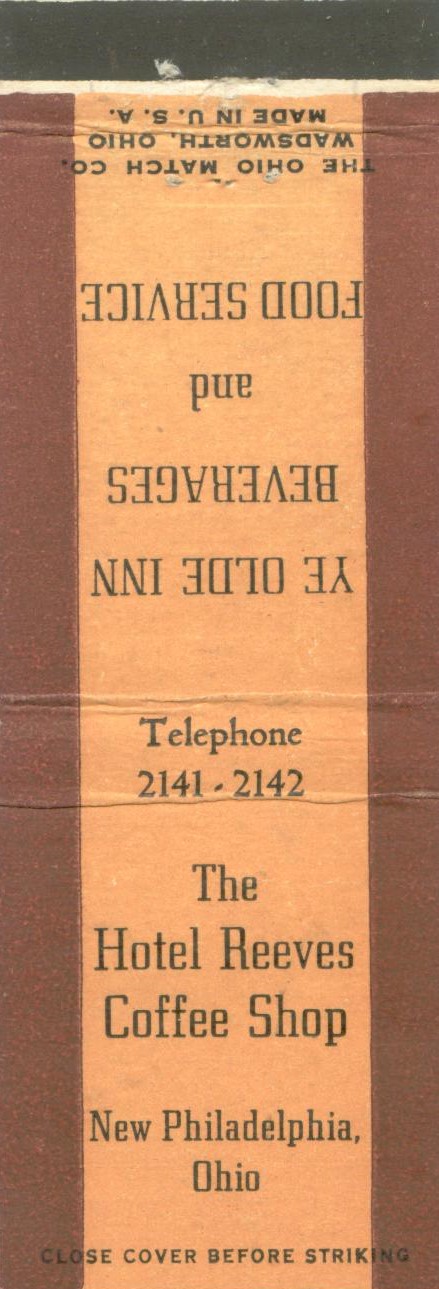 Telephone
2141 - 2142
The
Hotel Reeves
Coffee Shop
New Philadelphia,
Ohio
CLOSE COVER BEFORE STRIKING
YE OLDE INN
BEVERAGES
and
FOOD SERVICE
THE OHIO MATCH CO.
WADSWORTH, OHIO
MADE IN U. S. A.